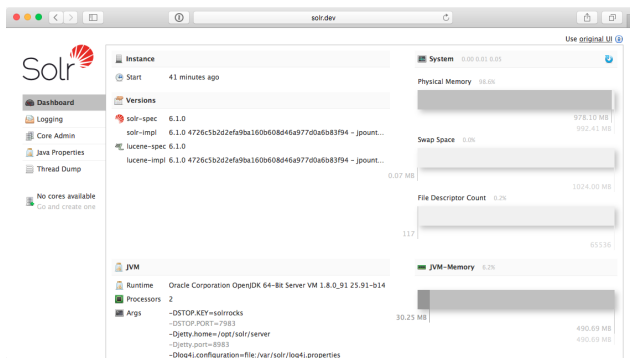 solr.dev
Use original UI
Solr
Dashboard
Logging
Core Admin
Java Properties
Thread Dump
No cores available
Go and create one
Instance
Start 41 minutes ago
Versions
solr-spec 6.1.0
solr-impl 6.1.0 4726c5b2d2efa9ba160b608d46a977d0a6b83f94 - jpount...
lucene-spec 6.1.0
lucene-impl 6.1.0 4726c5b2d2efa9ba160b608d46a977d0a6b83f94 - jpount...
JVM
Runtime Oracle Corporation OpenJDK 64-Bit Server VM 1.8.0_91 25.91-b14
Processors 2
Args -DSTOP.KEY=solrrocks
-DSTOP.PORT=7983
-Djetty.home=/opt/solr/server
-Djetty.port=8983
-Dlog4j.configuration=file:/var/solr/log4j.properties
System 0.00 0.01 0.05
Physical Memory 98.6%
978.10 MB
992.41 MB
Swap Space 0.0%
0.07 MB
1024.00 MB
File Descriptor Count 0.2%
117
65536
JVM-Memory 6.2%
30.25 MB
490.69 MB
490.69 MB